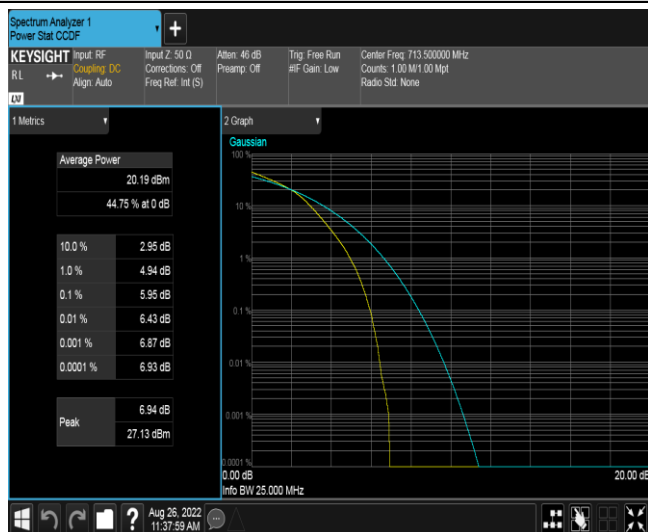 Spectrum Analyzer 1
Power Stat CCDF
+
KEYSIGHT
RL
LXI
Input: RF
Coupling: DC
Align: Auto
Input Z: 50 Ω
Corrections: Off
Freq Ref: Int (S)
Atten: 46 dB
Preamp: Off
Trig: Free Run
#IF Gain: Low
Center Freq: 713.500000 MHz
Counts: 1.00 M/1.00 Mpt
Radio Std: None
1 Metrics
Average Power
20.19 dBm
44.75 % at 0 dB
10.0 % 2.95 dB
1.0 % 4.94 dB
0.1 % 5.95 dB
0.01 % 6.43 dB
0.001 % 6.87 dB
0.0001 % 6.93 dB
Peak
6.94 dB
27.13 dBm
2 Graph
Gaussian
100 %
10 %
1 %
0.1 %
0.01 %
0.001 %
0.0001 %
0.00 dB
20.00 dB
Info BW 25.000 MHz
?
Aug 26, 2022
11:37:59 AM